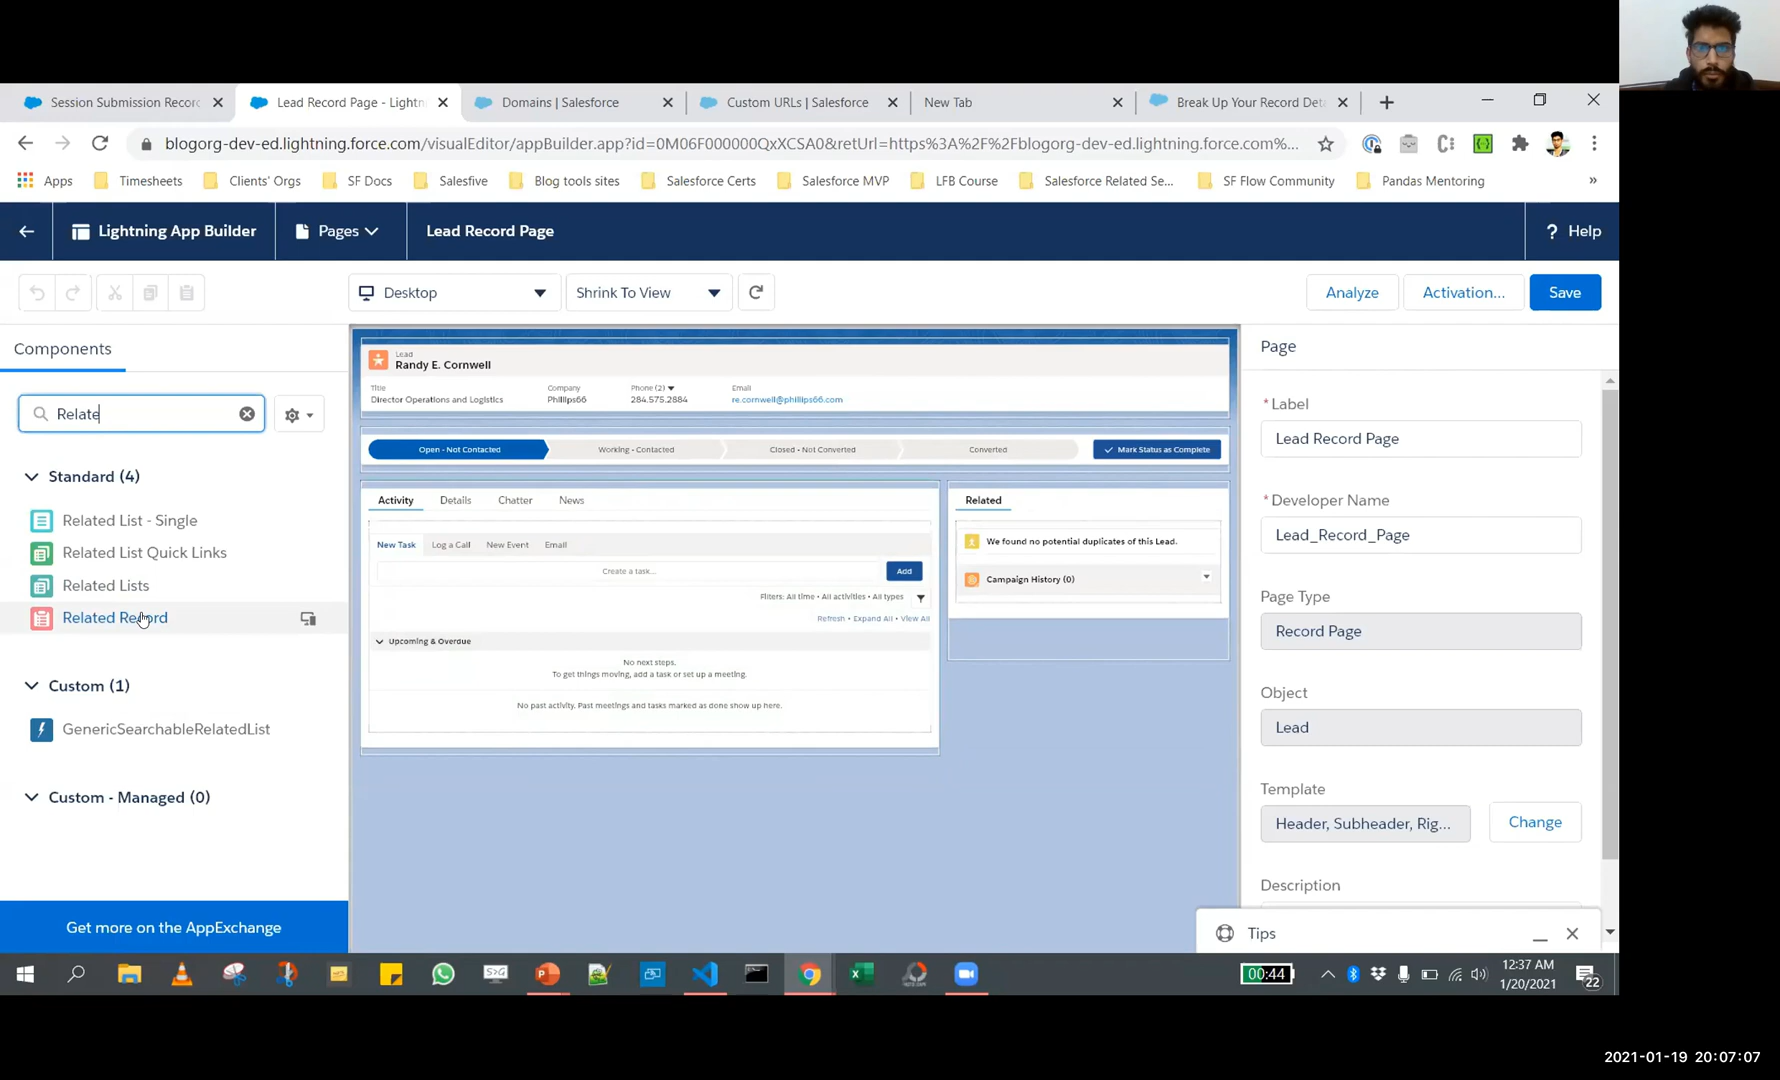 Session Submission Recor
Lead Record Page - Lightn
Domains | Salesforce
Custom URLs | Salesforce
New Tab
Break Up Your Record Det
blogorg-dev-ed.lightning.force.com/visualEditor/appBuilder.app?id=0M06F000000QxXCSA0&retUrl=https%3A%2F%2Fblogorg-dev-ed.lightning.force.com%...
Apps
Timesheets
Clients' Orgs
SF Docs
Salesfive
Blog tools sites
Salesforce Certs
Salesforce MVP
LFB Course
Salesforce Related Se...
SF Flow Community
Pandas Mentoring
»
Lightning App Builder
Pages
Lead Record Page
? Help
Desktop
Shrink To View
Analyze
Activation...
Save
Components
Relate
Standard (4)
Related List - Single
Related List Quick Links
Related Lists
Related Record
Custom (1)
GenericSearchableRelatedList
Custom - Managed (0)
Get more on the AppExchange
Lead
Randy E. Cornwell
Title
Director Operations and Logistics
Company
Phillips66
Phone (2)
284.575.2884
Email
re.cornwell@phillips66.com
Open - Not Contacted
Working - Contacted
Closed - Not Converted
Converted
Mark Status as Complete
Activity
Details
Chatter
News
New Task
Log a Call
New Event
Email
Create a task...
Add
Filters: All time • All activities • All types
Refresh • Expand All • View All
Upcoming & Overdue
No next steps.
To get things moving, add a task or set up a meeting.
No past activity. Past meetings and tasks marked as done show up here.
Related
We found no potential duplicates of this Lead.
Campaign History (0)
Page
* Label
Lead Record Page
* Developer Name
Lead_Record_Page
Page Type
Record Page
Object
Lead
Template
Header, Subheader, Rig...
Change
Description
Tips
00:44
12:37 AM
1/20/2021
22
2021-01-19 20:07:07